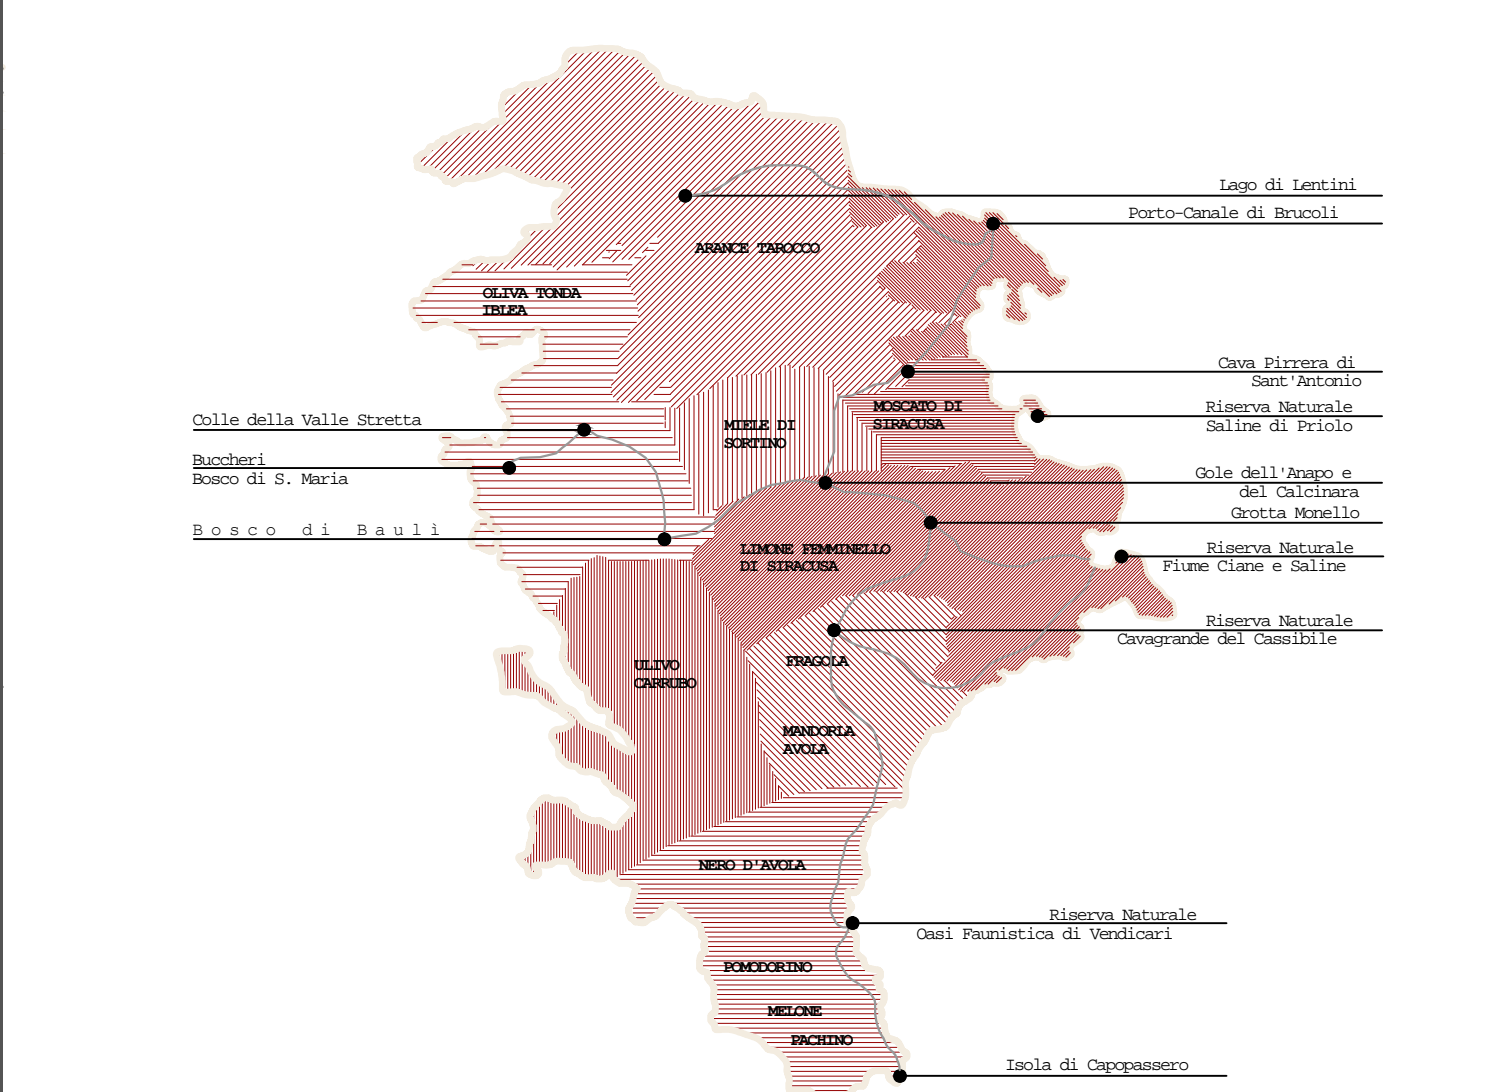 Lago di Lentini
Porto-Canale di Brucoli
ARANCE TAROCCO
OLIVA TONDA
IBLEA
Cava Pirrera di
Sant'Antonio
MOSCATO DI
SIRACUSA
Riserva Naturale
Saline di Priolo
Colle della Valle Stretta
MIELE DI
SORTINO
Buccheri
Bosco di S. Maria
Gole dell'Anapo e
del Calcinara
Grotta Monello
Bosco di Baulì
LIMONE FEMMINELLO
DI SIRACUSA
Riserva Naturale
Fiume Ciane e Saline
Riserva Naturale
Cavagrande del Cassibile
FRAGOLA
ULIVO
CARRUBO
MANDORLA
AVOLA
NERO D'AVOLA
Riserva Naturale
Oasi Faunistica di Vendicari
POMODORINO
MELONE
PACHINO
Isola di Capopassero